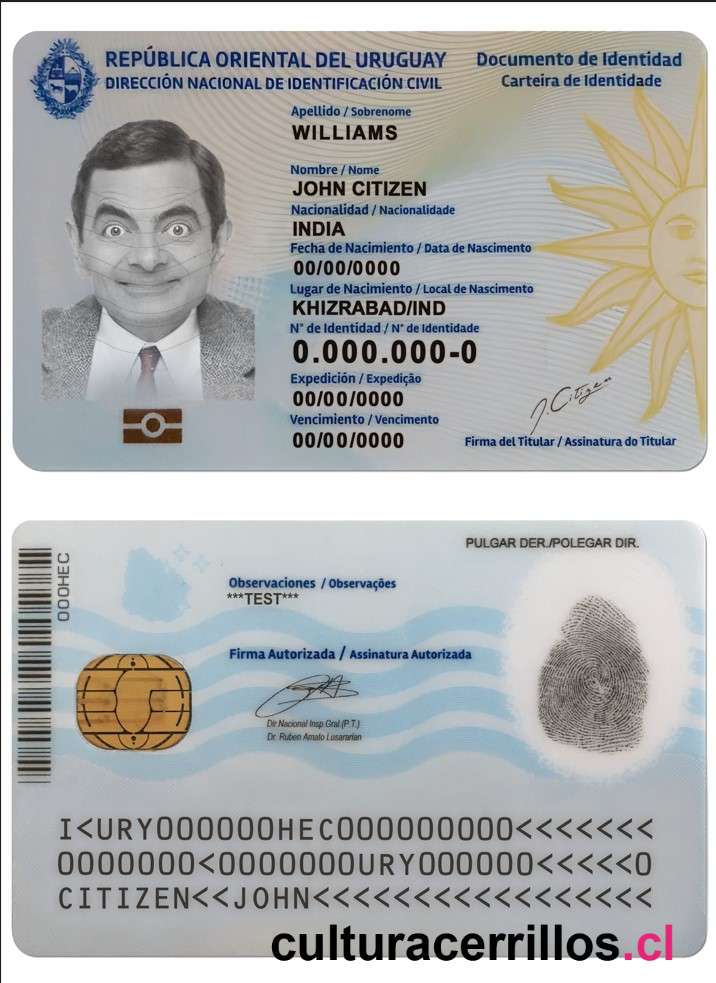 REPÚBLICA ORIENTAL DEL URUGUAY
DIRECCIÓN NACIONAL DE IDENTIFICACIÓN CIVIL
Documento de Identidad
Carteira de Identidade
Apellido / Sobrenome
WILLIAMS
Nombre / Nome
JOHN CITIZEN
Nacionalidad / Nacionalidade
INDIA
Fecha de Nacimiento / Data de Nascimento
00/00/0000
Lugar de Nacimiento / Local de Nascimento
KHIZRABAD/IND
N° de Identidad / N° de Identidade
0.000.000-0
Expedición / Expedição
00/00/0000
Vencimiento / Vencimento
00/00/0000
J. Citizen
Firma del Titular / Assinatura do Titular
PULGAR DER./POLEGAR DIR.
000HEC
Observaciones / Observações
***TEST***
Firma Autorizada / Assinatura Autorizada
Dir Nacional Insp.Gral.(P.T.)
Dr. Ruben Amato Lusararian
I<URY000000HEC000000000<<<<<<<
0000000<0000000URY000000<<<<<0
CITIZEN<<JOHN<<<<<<<<<<<<<<<<<
culturacerrillos.cl